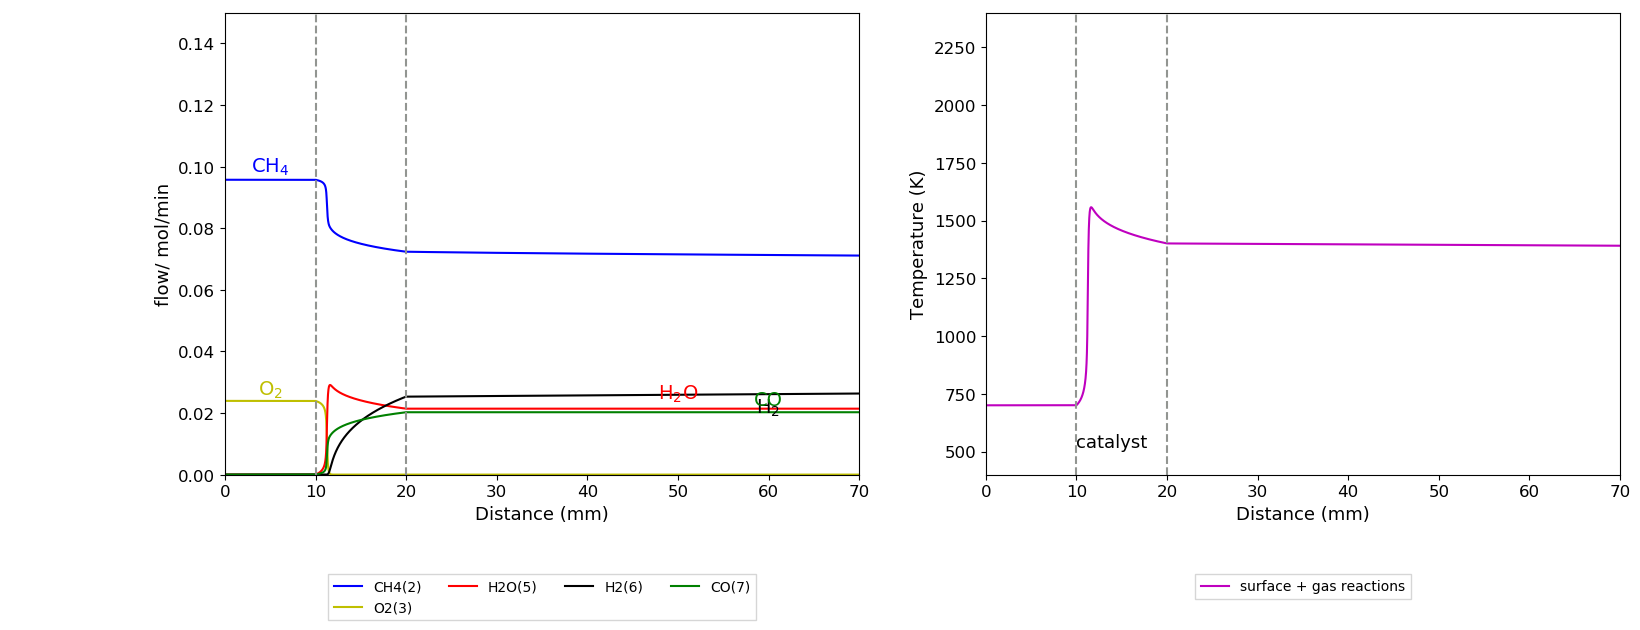 0.14
0.12
0.10
0.08
0.06
0.04
0.02
0.00
flow/ mol/min
CH₄
O₂
H₂O
CO
H₂
0 10 20 30 40 50 60 70
Distance (mm)
CH4(2) H2O(5) H2(6) CO(7)
O2(3)
2250
2000
1750
1500
1250
1000
750
500
Temperature (K)
catalyst
0 10 20 30 40 50 60 70
Distance (mm)
surface + gas reactions